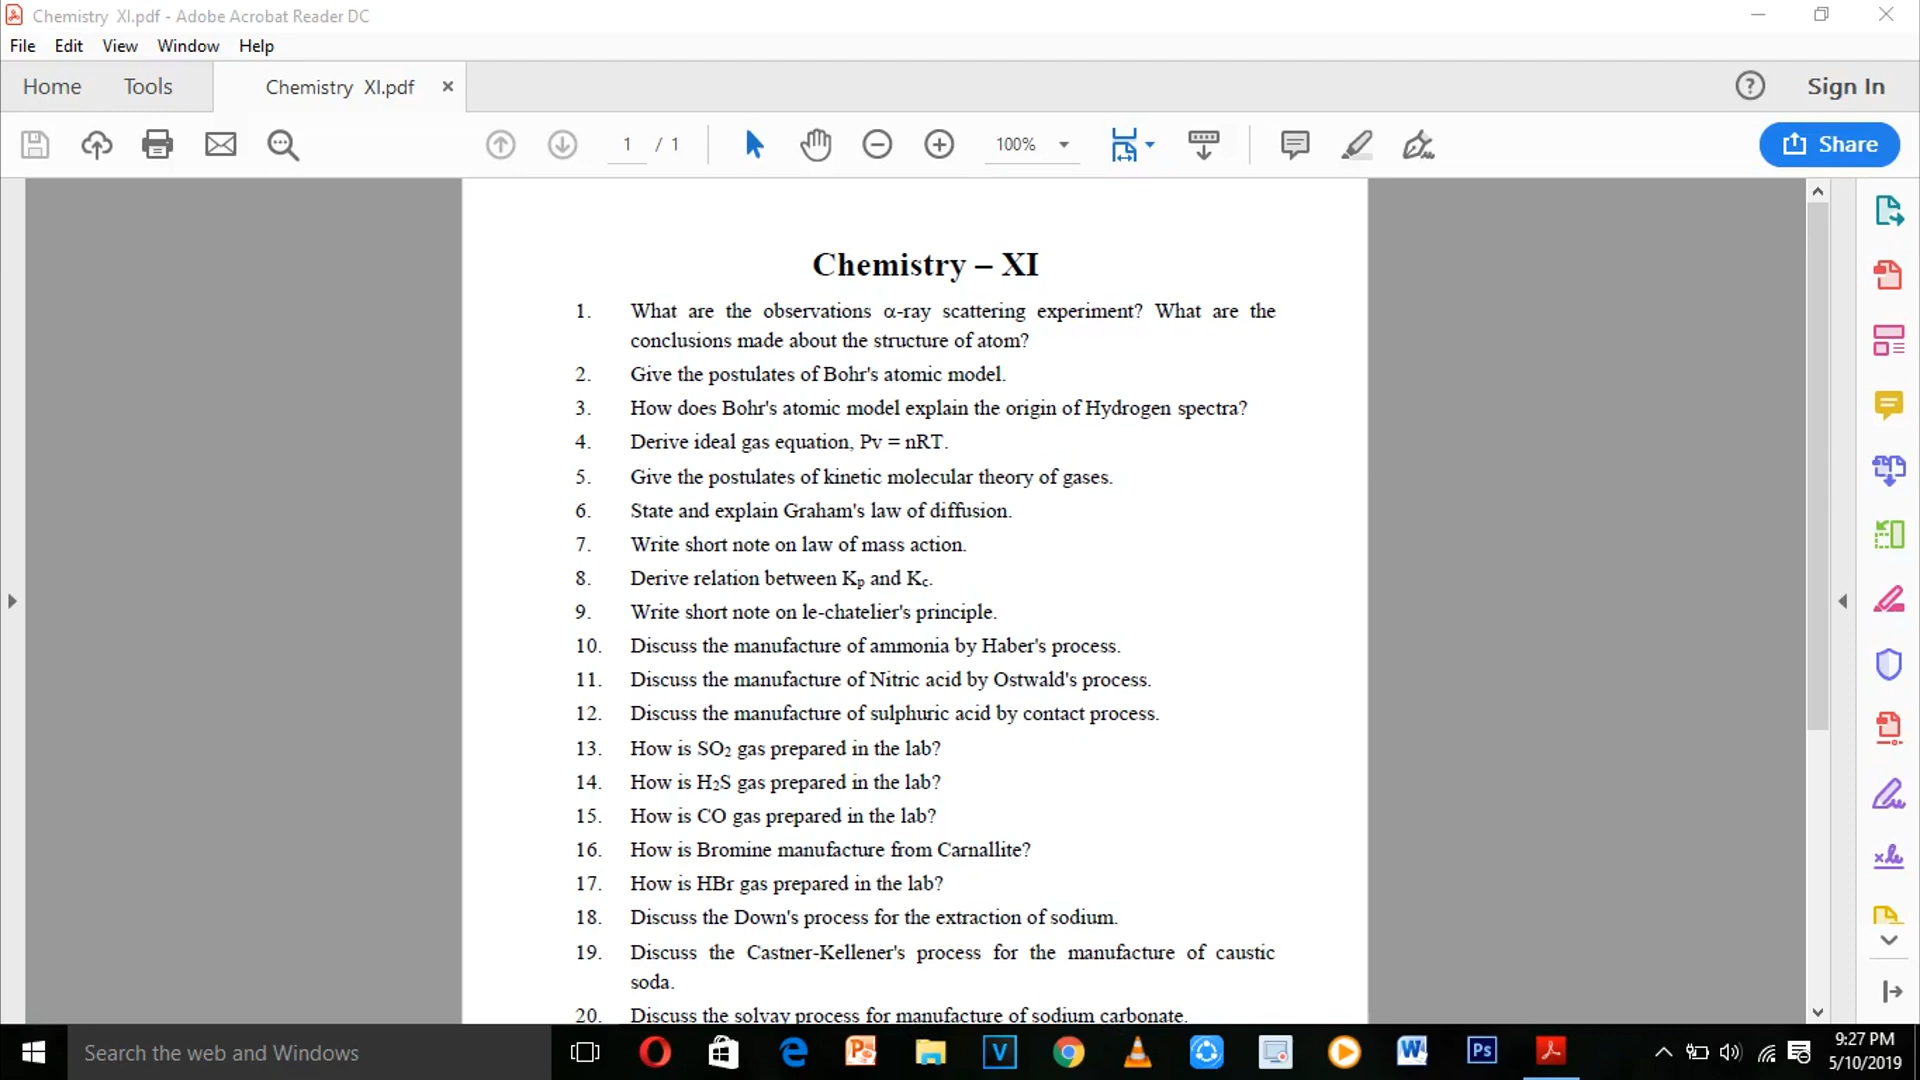 Chemistry XI.pdf - Adobe Acrobat Reader DC
File Edit View Window Help
Home Tools Chemistry XI.pdf × ? Sign In
1 / 1 100% Share
Chemistry – XI
1. What are the observations α-ray scattering experiment? What are the
conclusions made about the structure of atom?
2. Give the postulates of Bohr's atomic model.
3. How does Bohr's atomic model explain the origin of Hydrogen spectra?
4. Derive ideal gas equation, Pv = nRT.
5. Give the postulates of kinetic molecular theory of gases.
6. State and explain Graham's law of diffusion.
7. Write short note on law of mass action.
8. Derive relation between Kp and Kc.
9. Write short note on le-chatelier's principle.
10. Discuss the manufacture of ammonia by Haber's process.
11. Discuss the manufacture of Nitric acid by Ostwald's process.
12. Discuss the manufacture of sulphuric acid by contact process.
13. How is SO2 gas prepared in the lab?
14. How is H2S gas prepared in the lab?
15. How is CO gas prepared in the lab?
16. How is Bromine manufacture from Carnallite?
17. How is HBr gas prepared in the lab?
18. Discuss the Down's process for the extraction of sodium.
19. Discuss the Castner-Kellener's process for the manufacture of caustic
soda.
20. Discuss the solvay process for manufacture of sodium carbonate.
Search the web and Windows
9:27 PM
5/10/2019